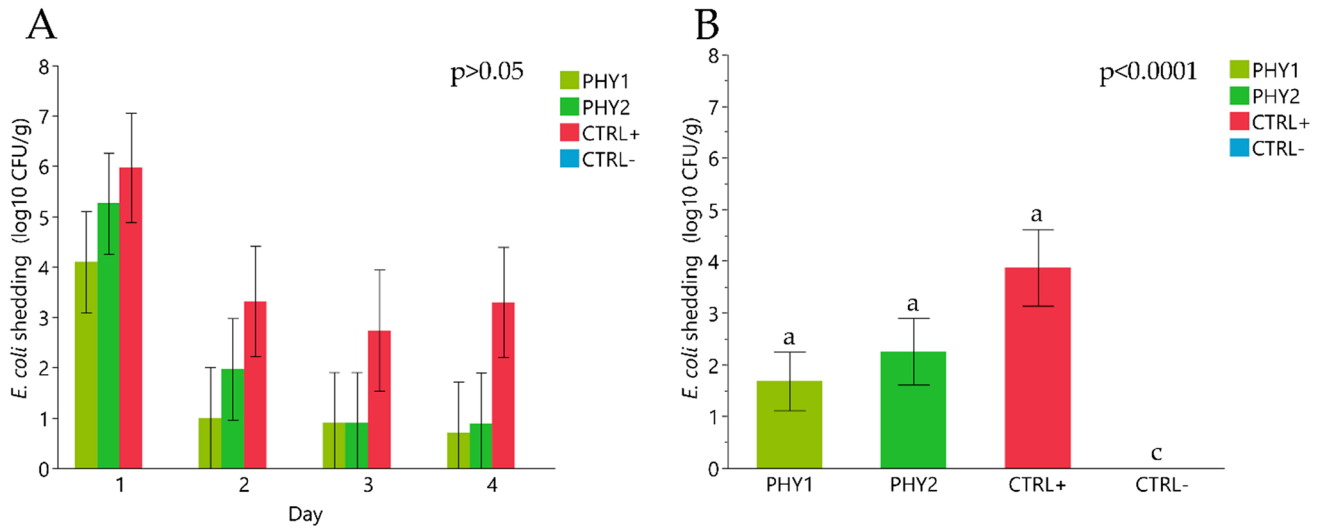 A
p>0.05
PHY1
PHY2
CTRL+
CTRL-
E. coli shedding (log10 CFU/g)
8
7
6
5
4
3
2
1
0
1 2 3 4
Day
B
p<0.0001
PHY1
PHY2
CTRL+
CTRL-
E. coli shedding (log10 CFU/g)
8
7
6
5
4
3
2
1
0
a
a
a
c
PHY1 PHY2 CTRL+ CTRL-